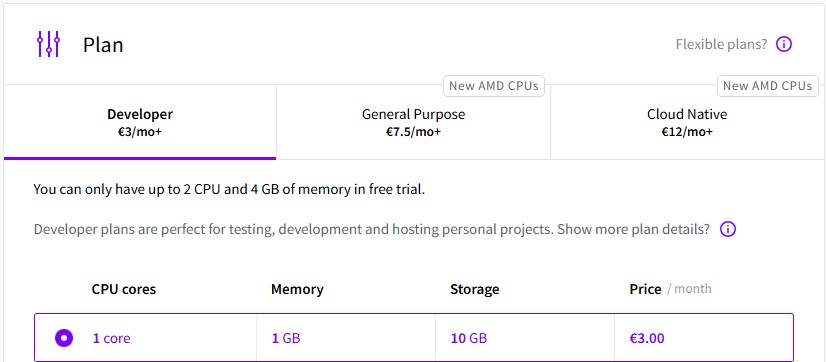 Plan
Flexible plans?
New AMD CPUs
New AMD CPUs
Developer
€3/mo+
General Purpose
€7.5/mo+
Cloud Native
€12/mo+
You can only have up to 2 CPU and 4 GB of memory in free trial.
Developer plans are perfect for testing, development and hosting personal projects. Show more plan details?
CPU cores Memory Storage Price / month
1 core 1 GB 10 GB €3.00